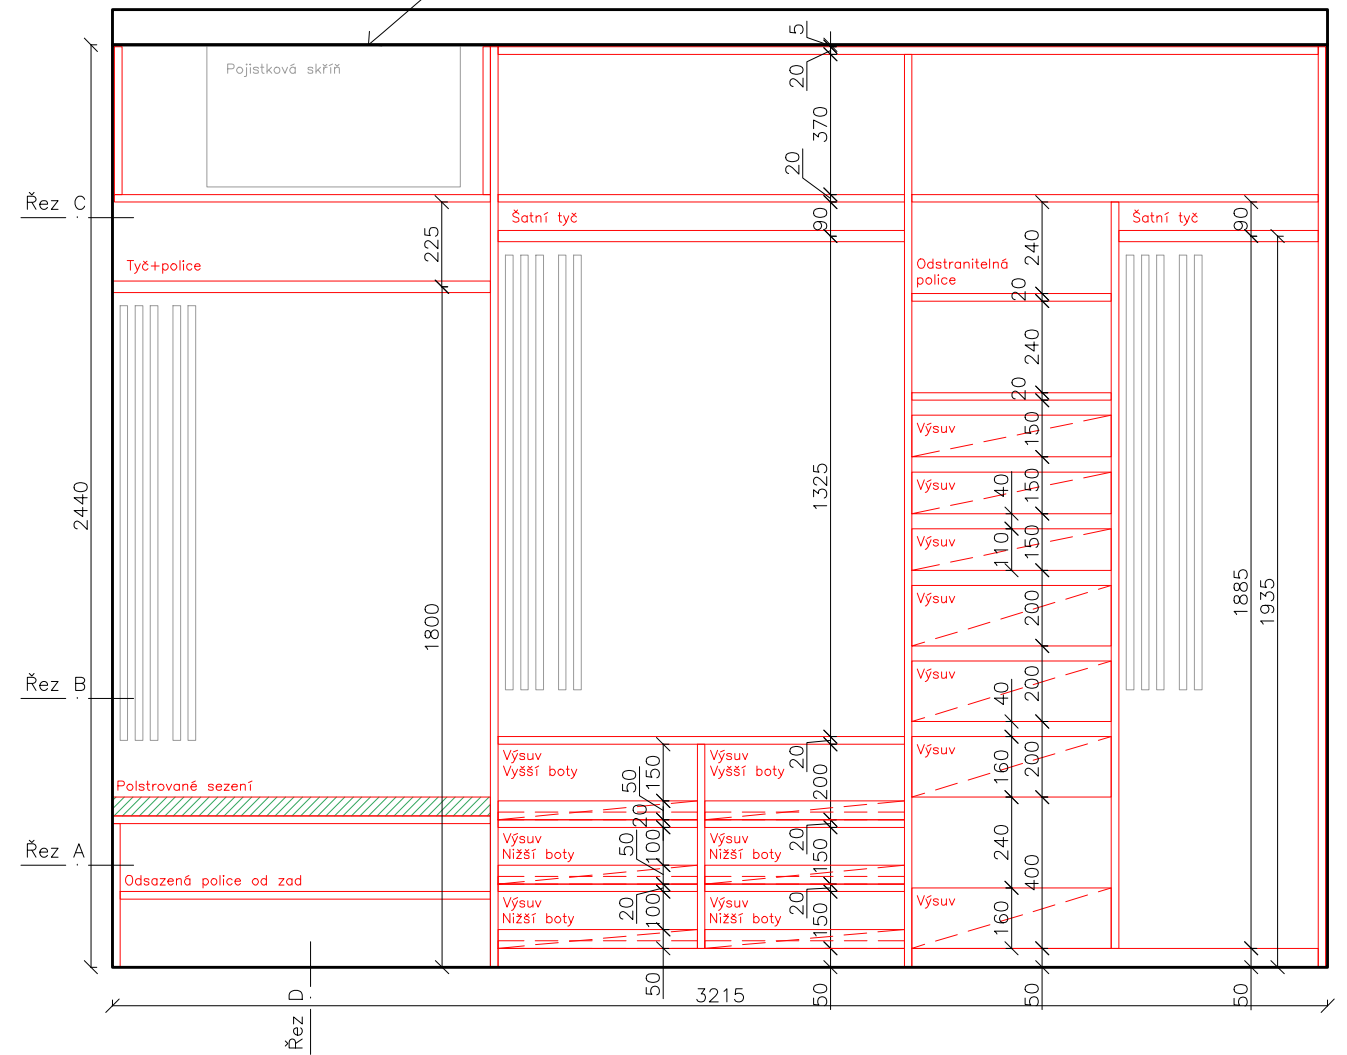 5
20
370
20
Pojistková skříň
Řez C
225
Šatní tyč
90
Šatní tyč
90
Tyč+police
240
Odstranitelná
police
20
240
20
Výsuv
150
Výsuv
40
150
Výsuv
110
150
2440
1325
1885
1935
1800
Výsuv
200
Řez B
Výsuv
40
200
Výsuv
160
200
Výsuv
Vyšší boty
50
150
Výsuv
Vyšší boty
20
200
Polstrované sezení
20
Řez A
Výsuv
Nižší boty
50
100
Výsuv
Nižší boty
20
150
240
400
Odsazená police od zad
Výsuv
Nižší boty
20
100
Výsuv
Nižší boty
20
150
Výsuv
160
50
3215
50
50
50
Řez D